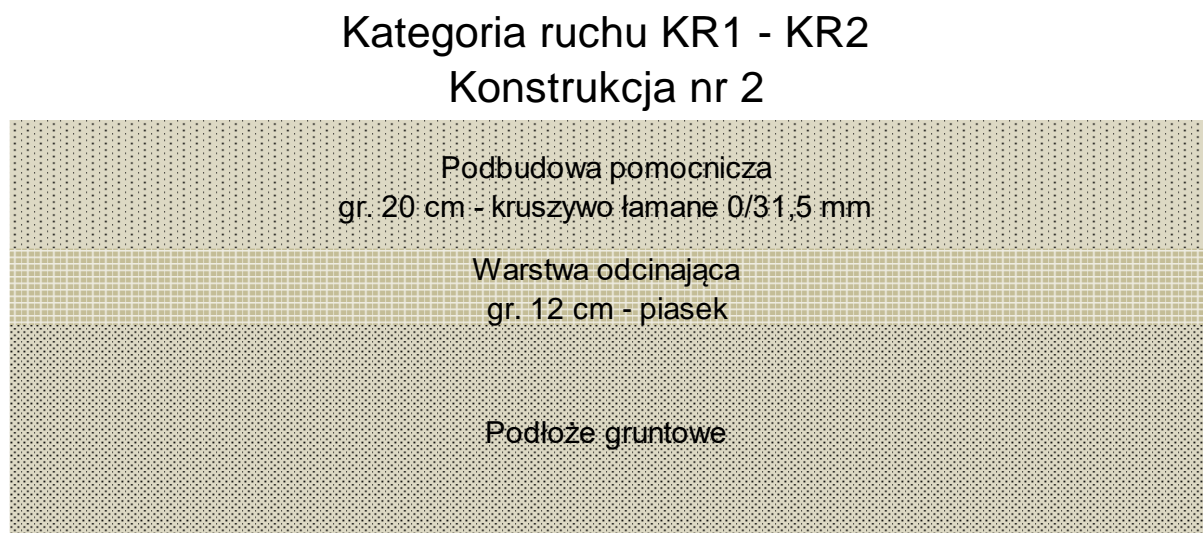 Kategoria ruchu KR1 - KR2
Konstrukcja nr 2
Podbudowa pomocnicza
gr. 20 cm - kruszywo łamane 0/31,5 mm
Warstwa odcinająca
gr. 12 cm - piasek
Podłoże gruntowe